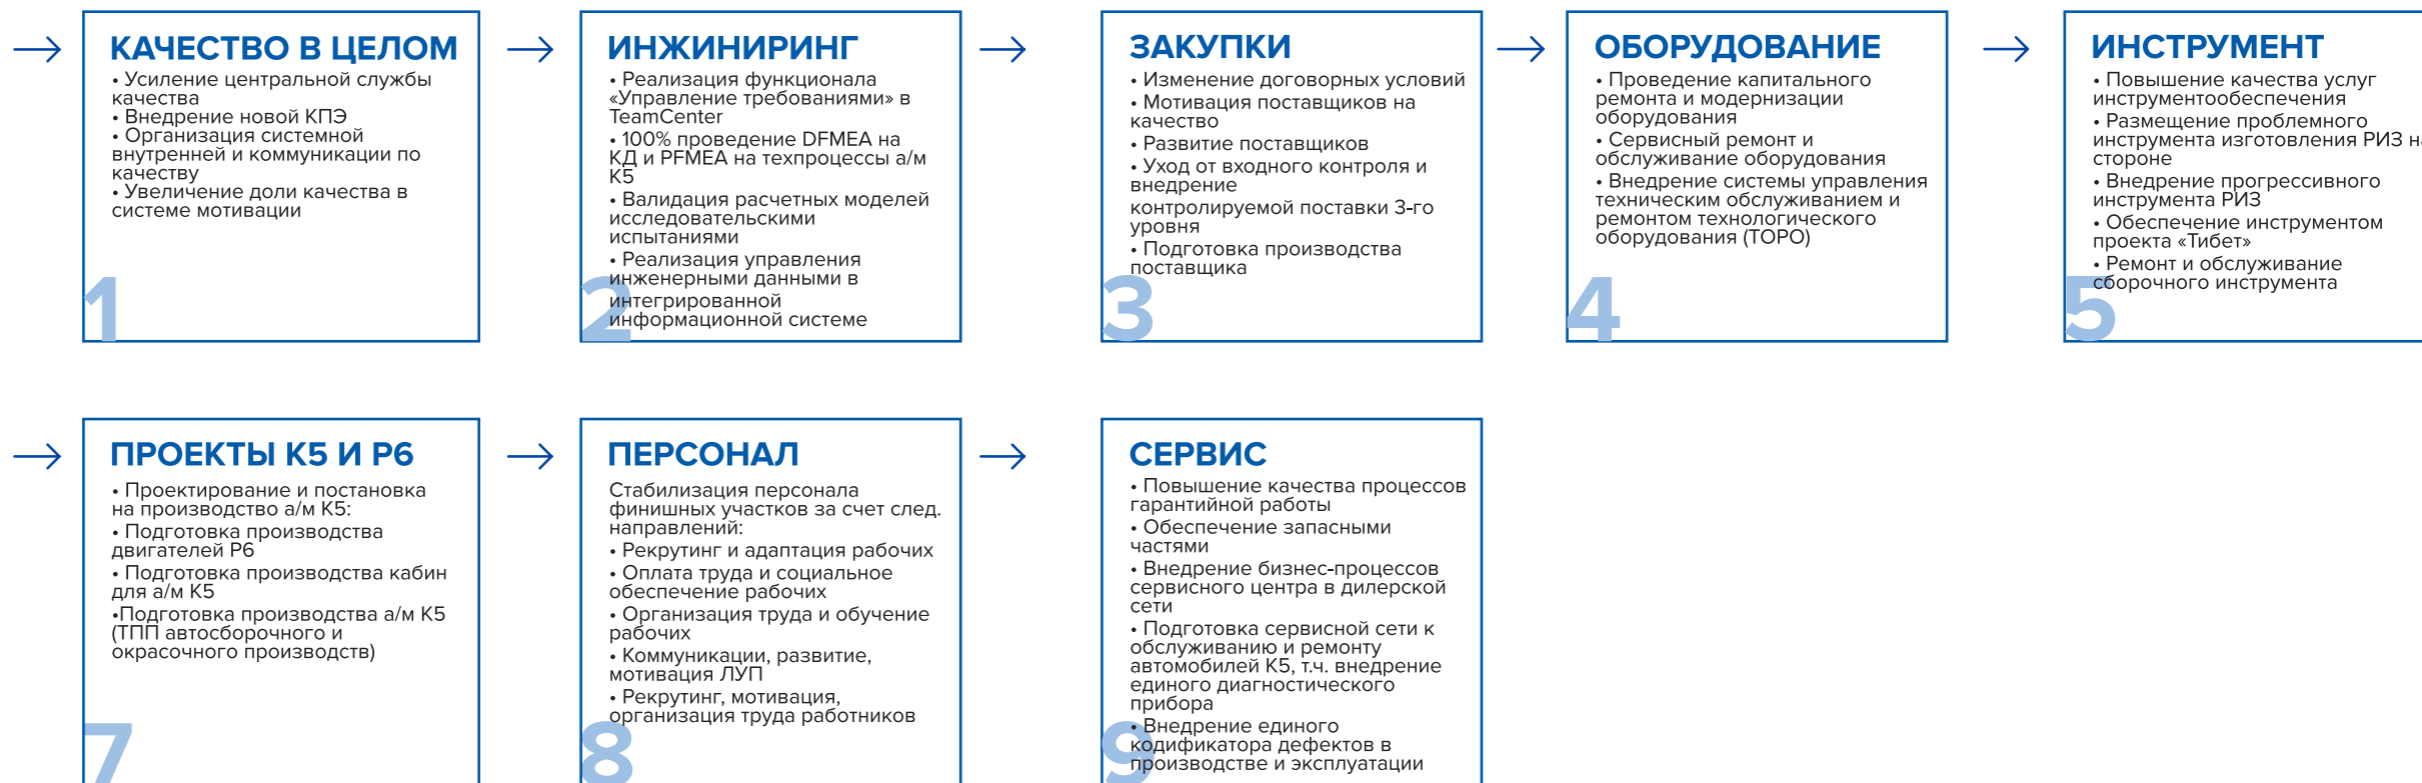 КАЧЕСТВО В ЦЕЛОМ
• Усиление центральной службы
качества
• Внедрение новой КПЭ
• Организация системной
внутренней и коммуникации по
качеству
• Увеличение доли качества в
системе мотивации
1
ИНЖИНИРИНГ
• Реализация функционала
«Управление требованиями» в
TeamCenter
• 100% проведение DFMEA на
КД и PFMEA на техпроцессы а/м
К5
• Валидация расчетных моделей
исследовательскими
испытаниями
• Реализация управления
инженерными данными в
интегрированной
информационной системе
2
ЗАКУПКИ
• Изменение договорных условий
• Мотивация поставщиков на
качество
• Развитие поставщиков
• Уход от входного контроля и
внедрение
контролируемой поставки 3-го
уровня
• Подготовка производства
поставщика
3
ОБОРУДОВАНИЕ
• Проведение капитального
ремонта и модернизации
оборудования
• Сервисный ремонт и
обслуживание оборудования
• Внедрение системы управления
техническим обслуживанием и
ремонтом технологического
оборудования (ТОРО)
4
ИНСТРУМЕНТ
• Повышение качества услуг
инструментообеспечения
• Размещение проблемного
инструмента изготовления РИЗ
стороне
• Внедрение прогрессивного
инструмента РИЗ
• Обеспечение инструментом
проекта «Тибет»
• Ремонт и обслуживание
сборочного инструмента
5
ПРОЕКТЫ К5 И Р6
• Проектирование и постановка
на производство а/м К5:
• Подготовка производства
двигателей Р6
• Подготовка производства кабин
для а/м К5
•Подготовка производства а/м К5
(ТПП автосборочного и
окрасочного производств)
7
ПЕРСОНАЛ
Стабилизация персонала
финишных участков за счет след.
направлений:
• Рекрутинг и адаптация рабочих
• Оплата труда и социальное
обеспечение рабочих
• Организация труда и обучение
рабочих
• Коммуникации, развитие,
мотивация ЛУП
• Рекрутинг, мотивация,
организация труда работников
8
СЕРВИС
• Повышение качества процессов
гарантийной работы
• Обеспечение запасными
частями
• Внедрение бизнес-процессов
сервисного центра в дилерской
сети
• Подготовка сервисной сети к
обслуживанию и ремонту
автомобилей К5, т.ч. внедрение
единого диагностического
прибора
• Внедрение единого
кодификатора дефектов в
производстве и эксплуатации
9